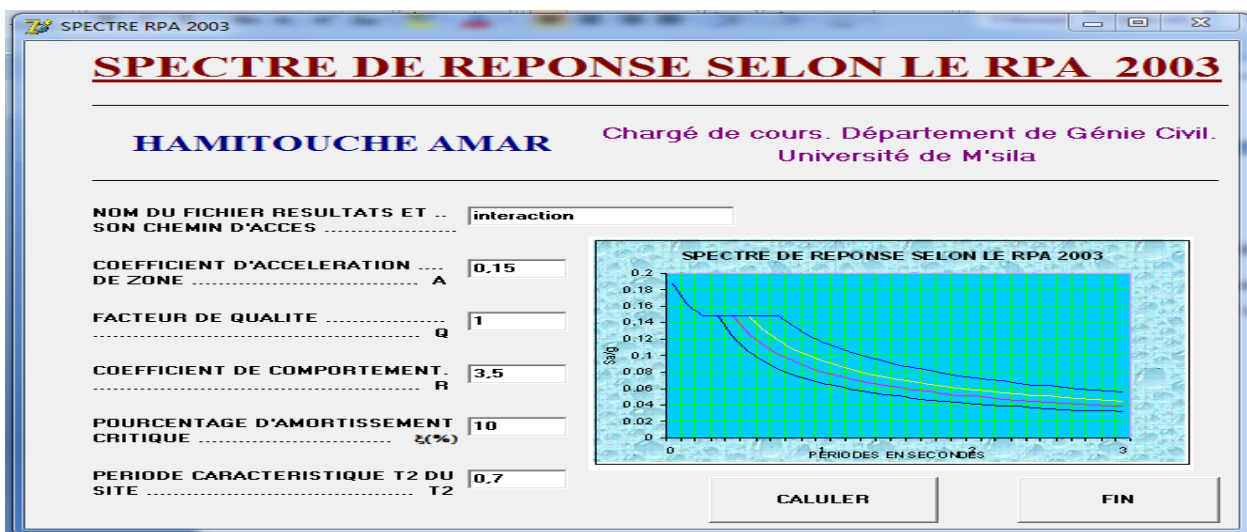 SPECTRE RPA 2003
SPECTRE DE REPONSE SELON LE RPA 2003
HAMITOUCHE AMAR
Chargé de cours. Département de Génie Civil.
Université de M'sila
NOM DU FICHIER RESULTATS ET ..
SON CHEMIN D'ACCES ...................
interaction
COEFFICIENT D'ACCELERATION ....
DE ZONE ................................. A
0,15
FACTEUR DE QUALITE .................
................................................ Q
1
COEFFICIENT DE COMPORTEMENT.
................................................ R
3,5
POURCENTAGE D'AMORTISSEMENT
CRITIQUE ............................ ξ(%)
10
PERIODE CARACTERISTIQUE T2 DU
SITE ........................................ T2
0,7
SPECTRE DE REPONSE SELON LE RPA 2003
0.2
0.18
0.16
0.14
0.12
0.1
0.08
0.06
0.04
0.02
0
Sa/g
0 1 2 3
PERIODES EN SECONDES
CALULER
FIN